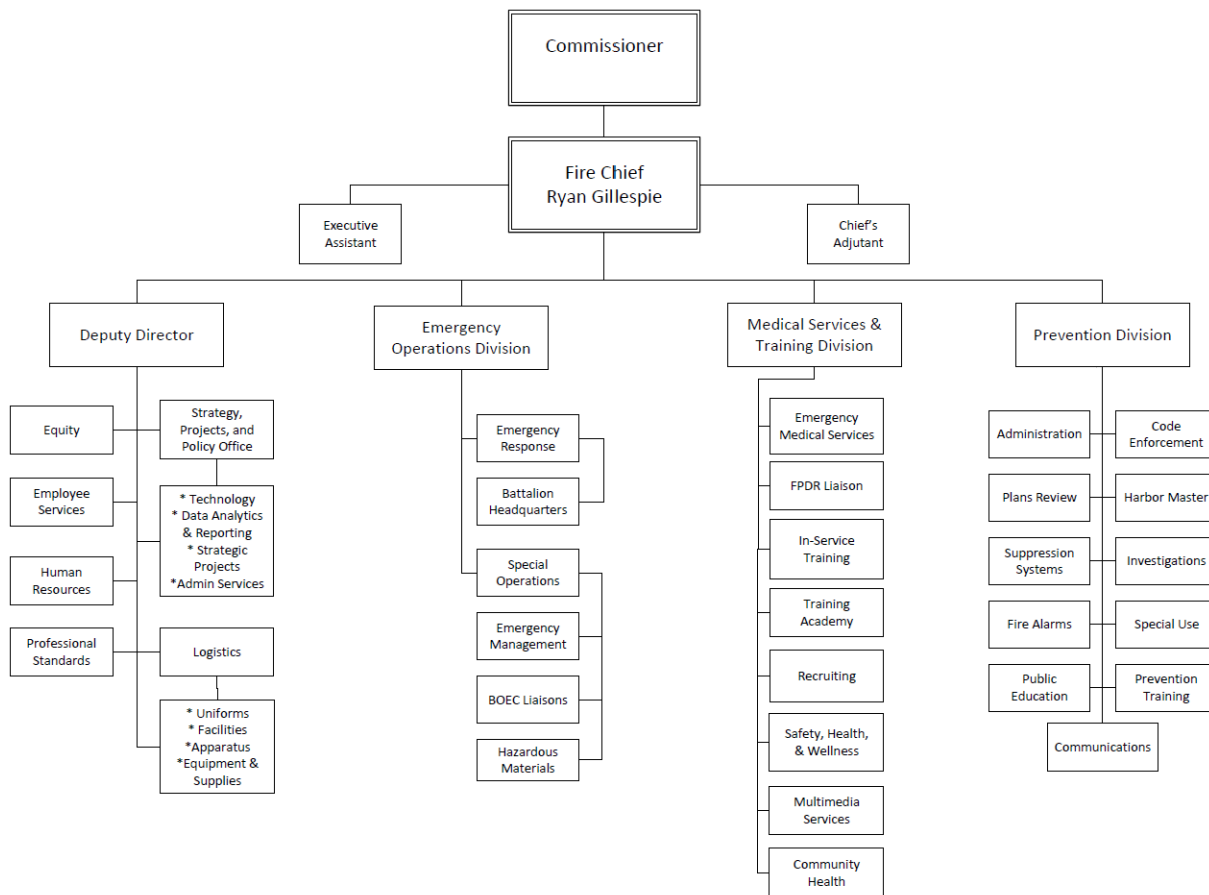 Commissioner
Fire Chief
Ryan Gillespie
Executive
Assistant
Chief's
Adjutant
Deputy Director
Emergency
Operations Division
Medical Services &
Training Division
Prevention Division
Equity
Strategy,
Projects, and
Policy Office
Employee
Services
* Technology
* Data Analytics
& Reporting
* Strategic
Projects
*Admin Services
Human
Resources
Professional
Standards
Logistics
* Uniforms
* Facilities
*Apparatus
*Equipment &
Supplies
Emergency
Response
Battalion
Headquarters
Special
Operations
Emergency
Management
BOEC Liaisons
Hazardous
Materials
Emergency
Medical Services
FPDR Liaison
In-Service
Training
Training
Academy
Recruiting
Safety, Health,
& Wellness
Multimedia
Services
Community
Health
Administration
Code
Enforcement
Plans Review
Harbor Master
Suppression
Systems
Investigations
Fire Alarms
Special Use
Public
Education
Prevention
Training
Communications